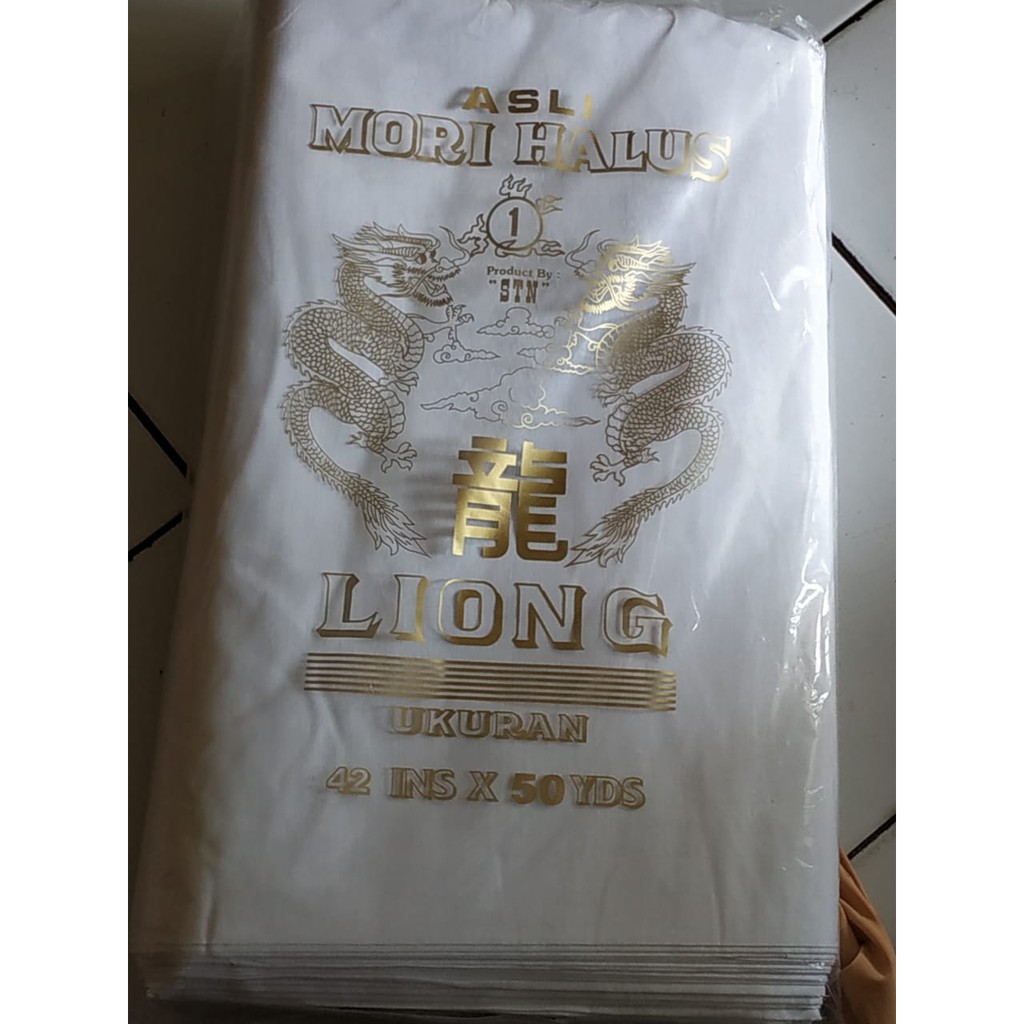 ASLI
MORI HALUS
1
Product By :
"STN"
龍
LIONG
UKURAN
42 INS X 50 YDS